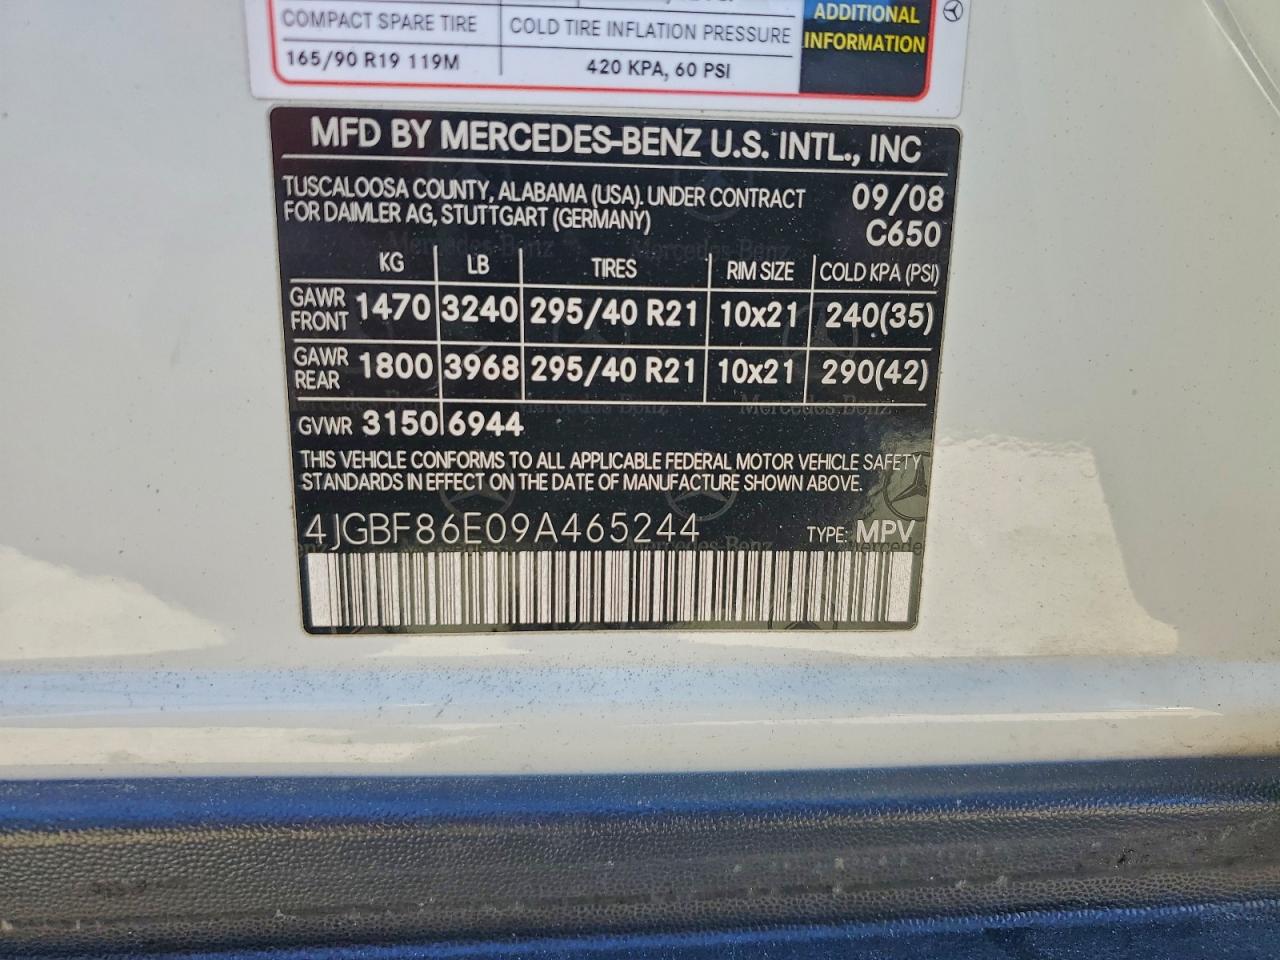 COMPACT SPARE TIRE COLD TIRE INFLATION PRESSURE
165/90 R19 119M 420 KPA, 60 PSI
ADDITIONAL
INFORMATION
MFD BY MERCEDES-BENZ U.S. INTL., INC
TUSCALOOSA COUNTY, ALABAMA (USA). UNDER CONTRACT 09/08
FOR DAIMLER AG, STUTTGART (GERMANY) C650
KG LB TIRES RIM SIZE COLD KPA (PSI)
GAWR FRONT 1470 3240 295/40 R21 10x21 240(35)
GAWR REAR 1800 3968 295/40 R21 10x21 290(42)
GVWR 3150 6944
THIS VEHICLE CONFORMS TO ALL APPLICABLE FEDERAL MOTOR VEHICLE SAFETY
STANDARDS IN EFFECT ON THE DATE OF MANUFACTURE SHOWN ABOVE.
4JGBF86E09A465244 TYPE: MPV